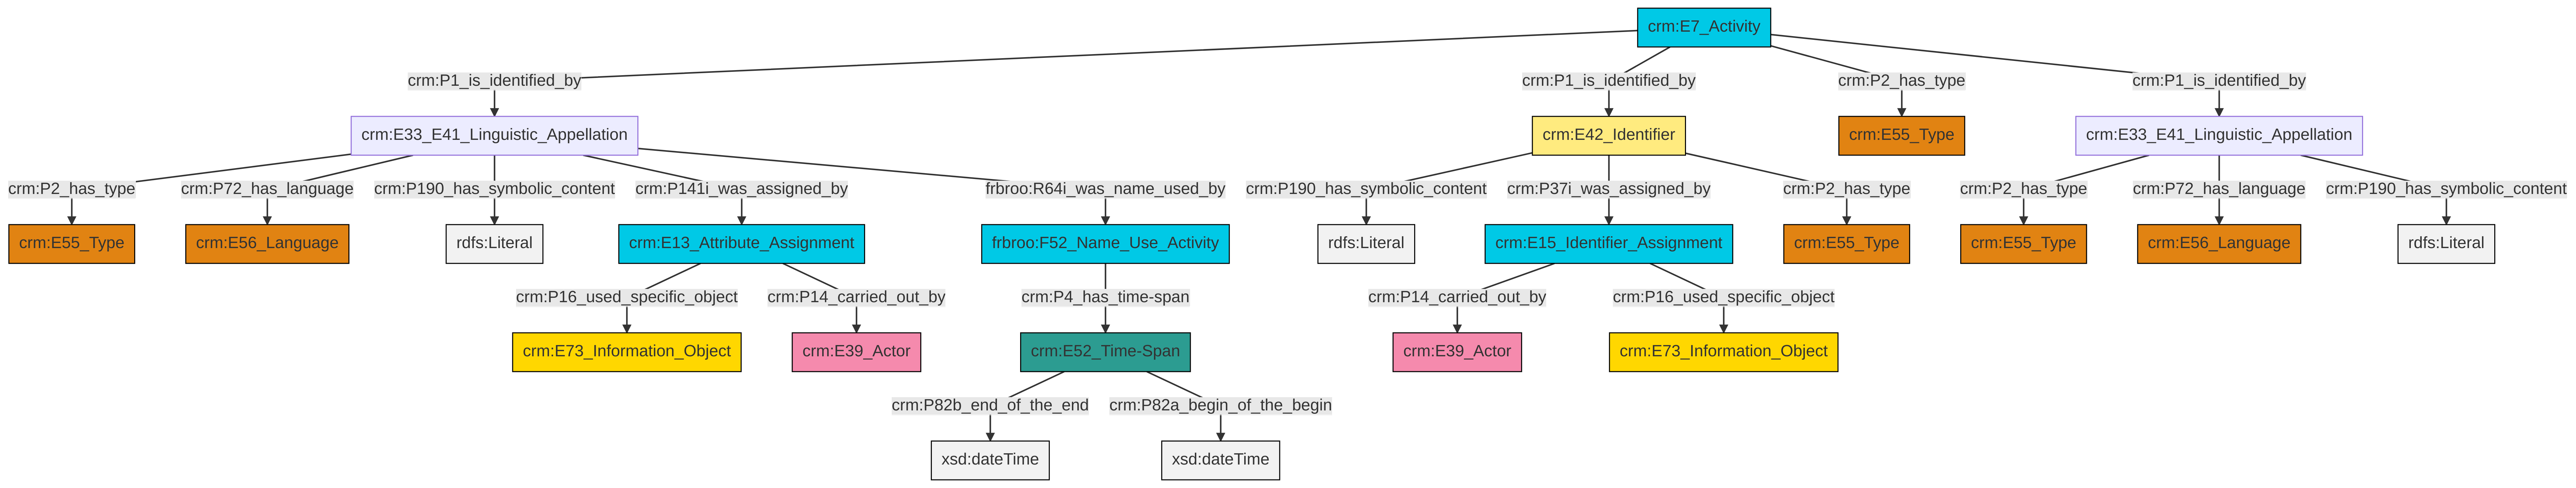 crm:E7_Activity
crm:P1_is_identified_by
crm:P1_is_identified_by
crm:P2_has_type
crm:P1_is_identified_by
crm:E33_E41_Linguistic_Appellation
crm:E42_Identifier
crm:E55_Type
crm:E33_E41_Linguistic_Appellation
crm:P2_has_type
crm:P72_has_language
crm:P190_has_symbolic_content
crm:P141i_was_assigned_by
frbroo:R64i_was_name_used_by
crm:P190_has_symbolic_content
crm:P37i_was_assigned_by
crm:P2_has_type
crm:P2_has_type
crm:P72_has_language
crm:P190_has_symbolic_content
crm:E55_Type
crm:E56_Language
rdfs:Literal
crm:E13_Attribute_Assignment
frbroo:F52_Name_Use_Activity
rdfs:Literal
crm:E15_Identifier_Assignment
crm:E55_Type
crm:E55_Type
crm:E56_Language
rdfs:Literal
crm:P16_used_specific_object
crm:P14_carried_out_by
crm:P4_has_time-span
crm:P14_carried_out_by
crm:P16_used_specific_object
crm:E73_Information_Object
crm:E39_Actor
crm:E52_Time-Span
crm:E39_Actor
crm:E73_Information_Object
crm:P82b_end_of_the_end
crm:P82a_begin_of_the_begin
xsd:dateTime
xsd:dateTime